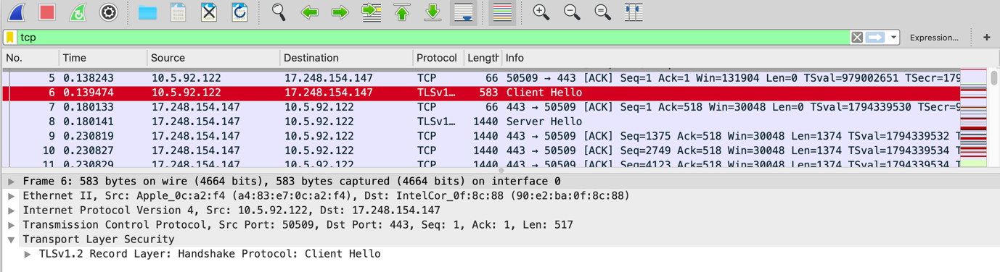 tcp
Expression...
+
No. Time Source Destination Protocol Length Info
5 0.138243 10.5.92.122 17.248.154.147 TCP 66 50509 → 443 [ACK] Seq=1 Ack=1 Win=131904 Len=0 TSval=979002651 TSecr=179
6 0.139474 10.5.92.122 17.248.154.147 TLSv1… 583 Client Hello
7 0.180133 17.248.154.147 10.5.92.122 TCP 66 443 → 50509 [ACK] Seq=1 Ack=518 Win=30048 Len=0 TSval=1794339530 TSecr=9
8 0.180141 17.248.154.147 10.5.92.122 TLSv1… 1440 Server Hello
9 0.230819 17.248.154.147 10.5.92.122 TCP 1440 443 → 50509 [ACK] Seq=1375 Ack=518 Win=30048 Len=1374 TSval=1794339532 T
10 0.230827 17.248.154.147 10.5.92.122 TCP 1440 443 → 50509 [ACK] Seq=2749 Ack=518 Win=30048 Len=1374 TSval=1794339534 T
11 0.230829 17.248.154.147 10.5.92.122 TCP 1440 443 → 50509 [ACK] Seq=4123 Ack=518 Win=30048 Len=1374 TSval=1794339534 T
Frame 6: 583 bytes on wire (4664 bits), 583 bytes captured (4664 bits) on interface 0
Ethernet II, Src: Apple_0c:a2:f4 (a4:83:e7:0c:a2:f4), Dst: IntelCor_0f:8c:88 (90:e2:ba:0f:8c:88)
Internet Protocol Version 4, Src: 10.5.92.122, Dst: 17.248.154.147
Transmission Control Protocol, Src Port: 50509, Dst Port: 443, Seq: 1, Ack: 1, Len: 517
Transport Layer Security
TLSv1.2 Record Layer: Handshake Protocol: Client Hello